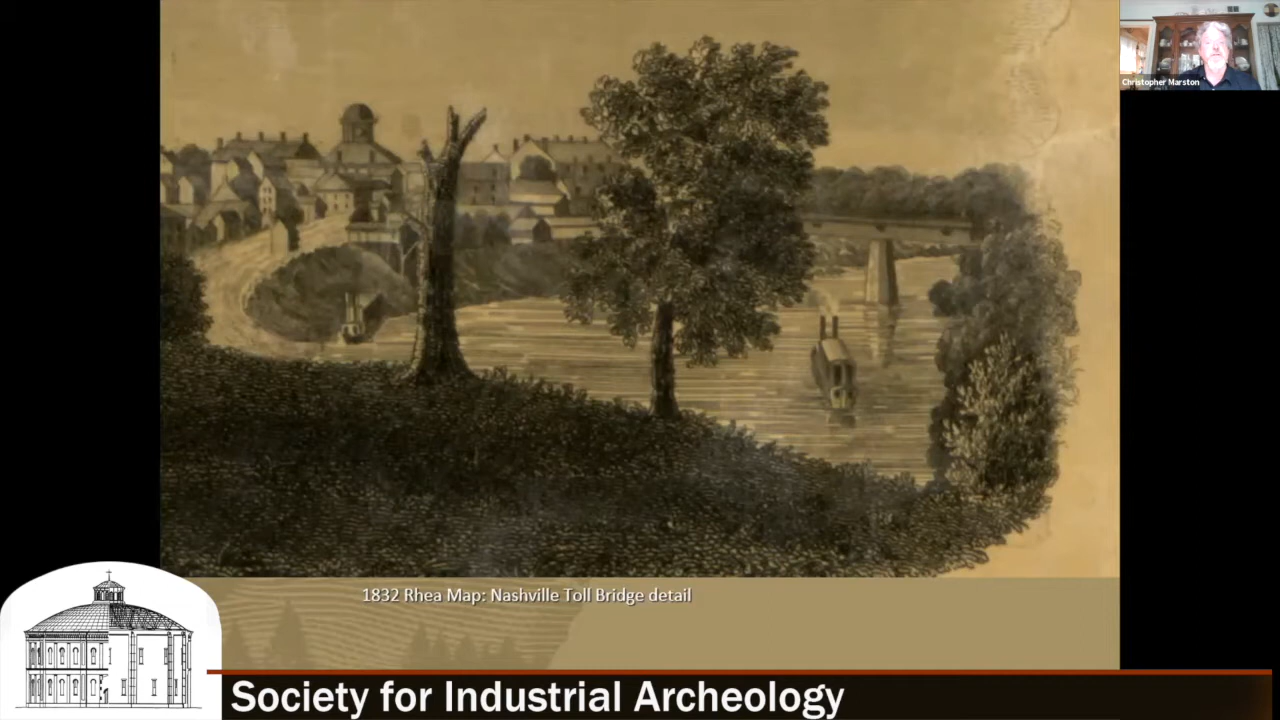 Christopher Marston
1832 Rhea Map: Nashville Toll Bridge detail
Society for Industrial Archeology